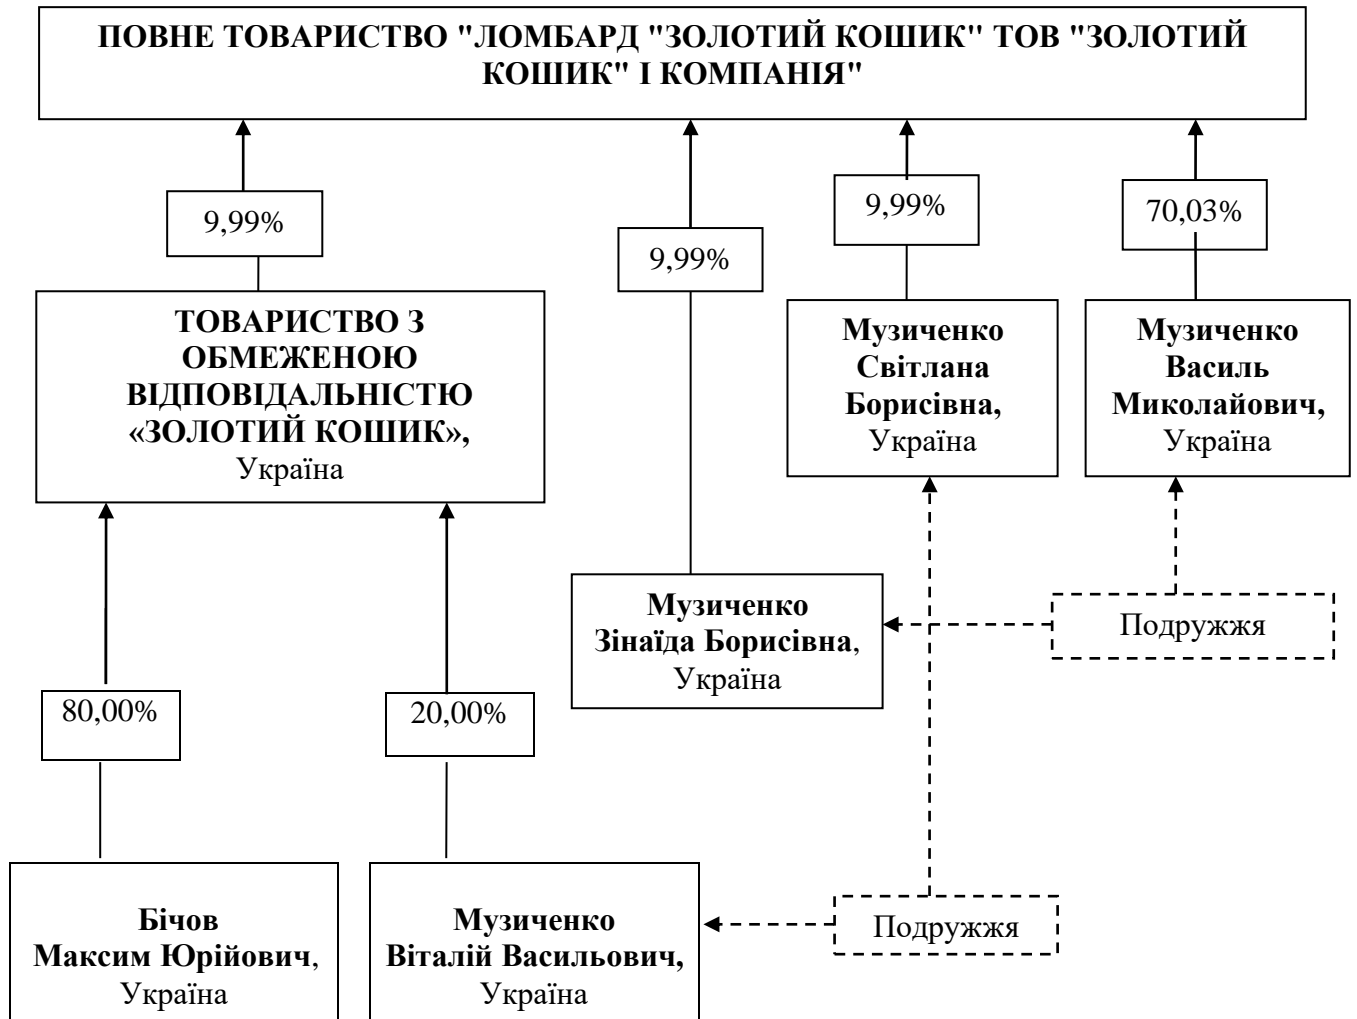 ПОВНЕ ТОВАРИСТВО "ЛОМБАРД "ЗОЛОТИЙ КОШИК" ТОВ "ЗОЛОТИЙ
КОШИК" І КОМПАНІЯ"
9,99%
9,99%
9,99%
70,03%
ТОВАРИСТВО З
ОБМЕЖЕНОЮ
ВІДПОВІДАЛЬНІСТЮ
«ЗОЛОТИЙ КОШИК»,
Україна
Музиченко
Світлана
Борисівна,
Україна
Музиченко
Василь
Миколайович,
Україна
Музиченко
Зінаїда Борисівна,
Україна
Подружжя
80,00%
20,00%
Бічов
Максим Юрійович,
Україна
Музиченко
Віталій Васильович,
Україна
Подружжя